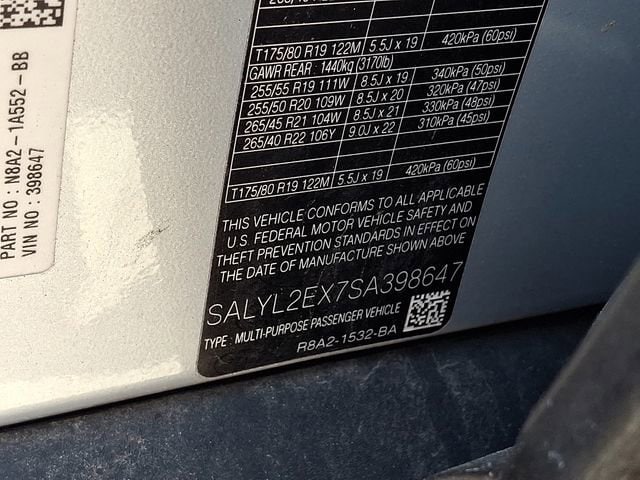 PART NO : N8A2-1A552-BB
VIN NO : 398647
T175/80 R19 122M 5.5J x 19 420kPa (60psi)
GAWR REAR : 1440kg (3170lb)
255/55 R19 111W 8.5J x 19 340kPa (50psi)
255/50 R20 109W 8.5J x 20 320kPa (47psi)
265/45 R21 104W 8.5J x 21 330kPa (48psi)
265/40 R22 106Y 9.0J x 22 310kPa (45psi)
T175/80 R19 122M 5.5J x 19 420kPa (60psi)
THIS VEHICLE CONFORMS TO ALL APPLICABLE
U.S. FEDERAL MOTOR VEHICLE SAFETY AND
THEFT PREVENTION STANDARDS IN EFFECT ON
THE DATE OF MANUFACTURE SHOWN ABOVE
SALYL2EX7SA398647
TYPE : MULTI-PURPOSE PASSENGER VEHICLE
R8A2-1532-BA